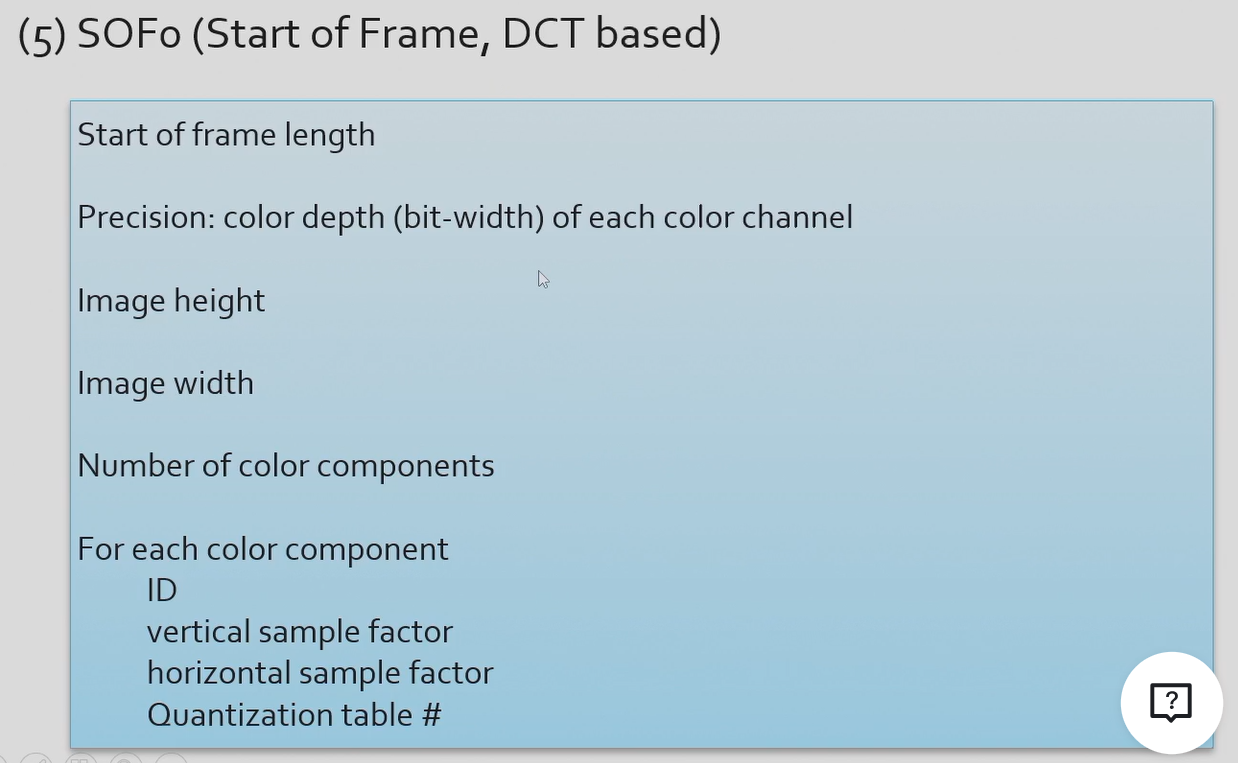 (5) SOF0 (Start of Frame, DCT based)
Start of frame length
Precision: color depth (bit-width) of each color channel
Image height
Image width
Number of color components
For each color component
ID
vertical sample factor
horizontal sample factor
Quantization table #
?